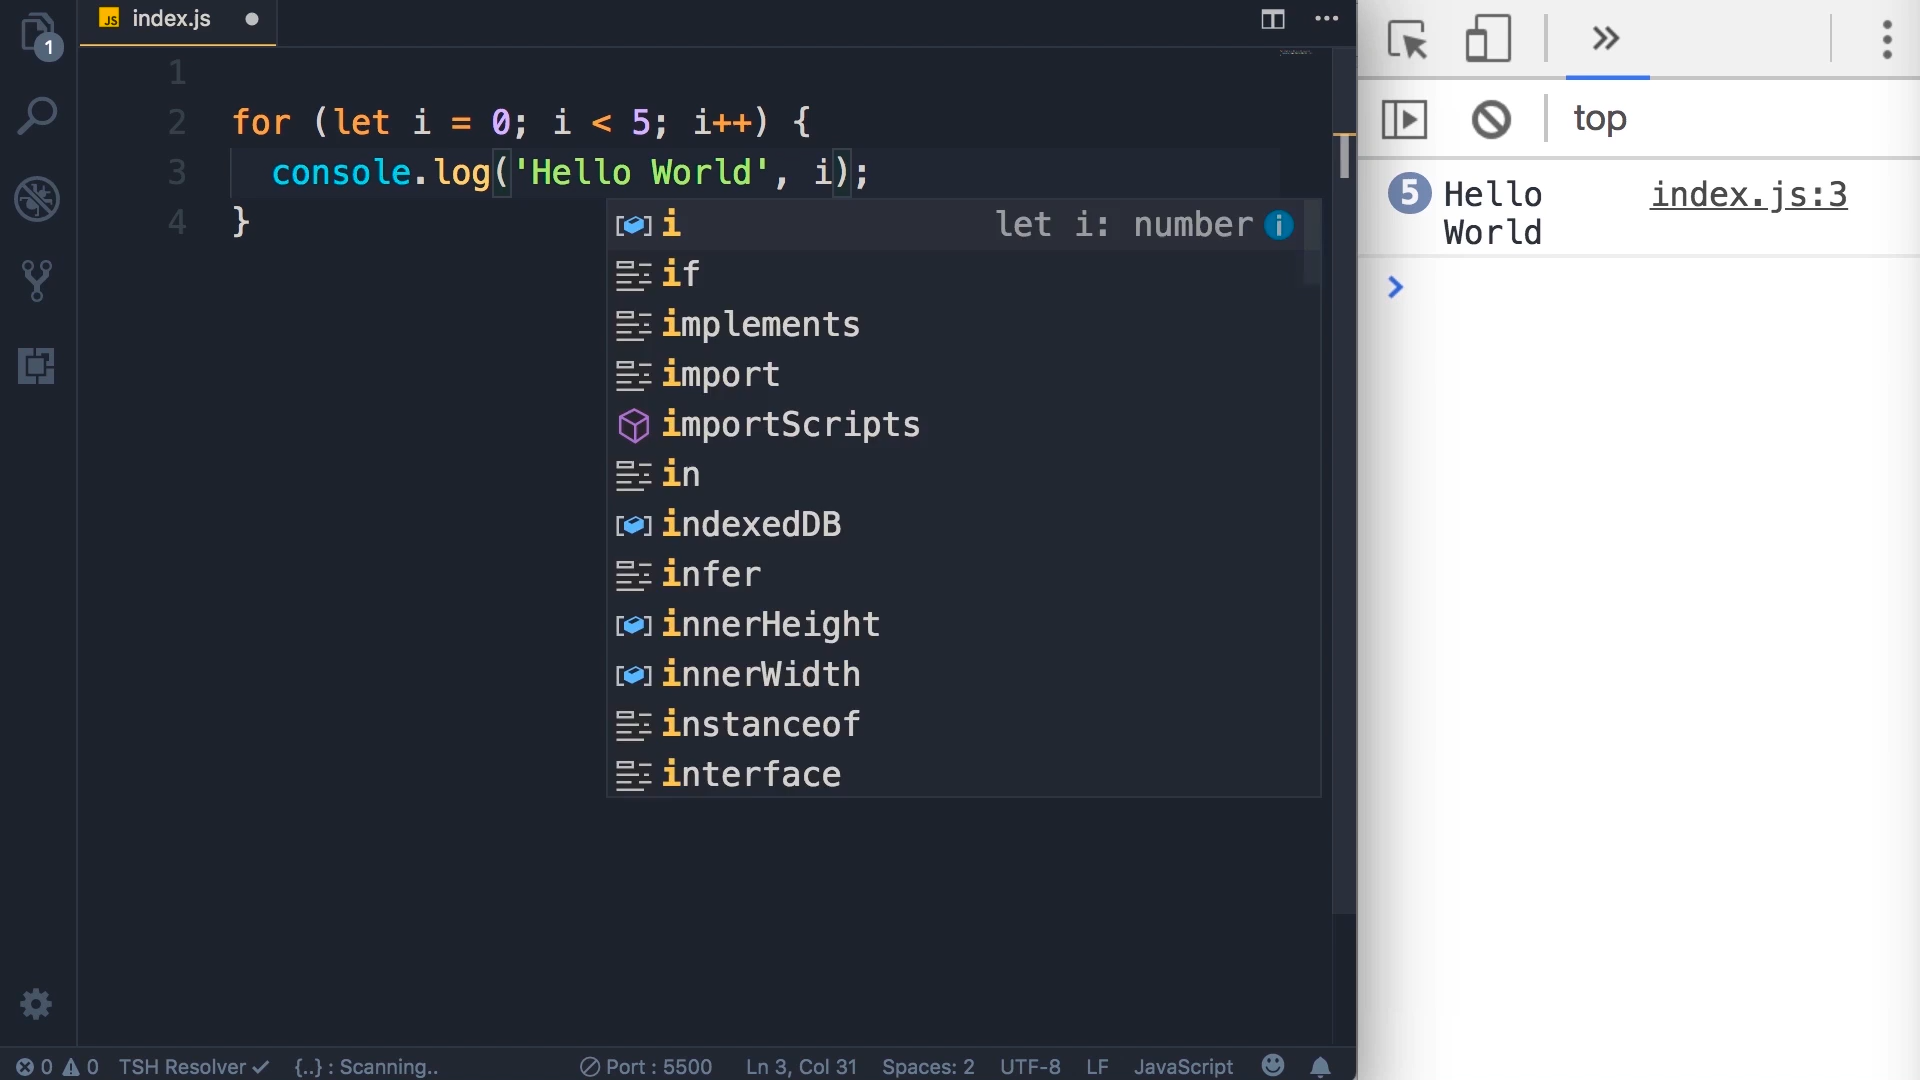 1
JS index.js
1
2 for (let i = 0; i < 5; i++) {
3 console.log('Hello World', i);
4 }
i let i: number i
if
implements
import
importScripts
in
indexedDB
infer
innerHeight
innerWidth
instanceof
interface
0 0 TSH Resolver {..} : Scanning.. Port : 5500 Ln 3, Col 31 Spaces: 2 UTF-8 LF JavaScript
top
5 Hello index.js:3
World